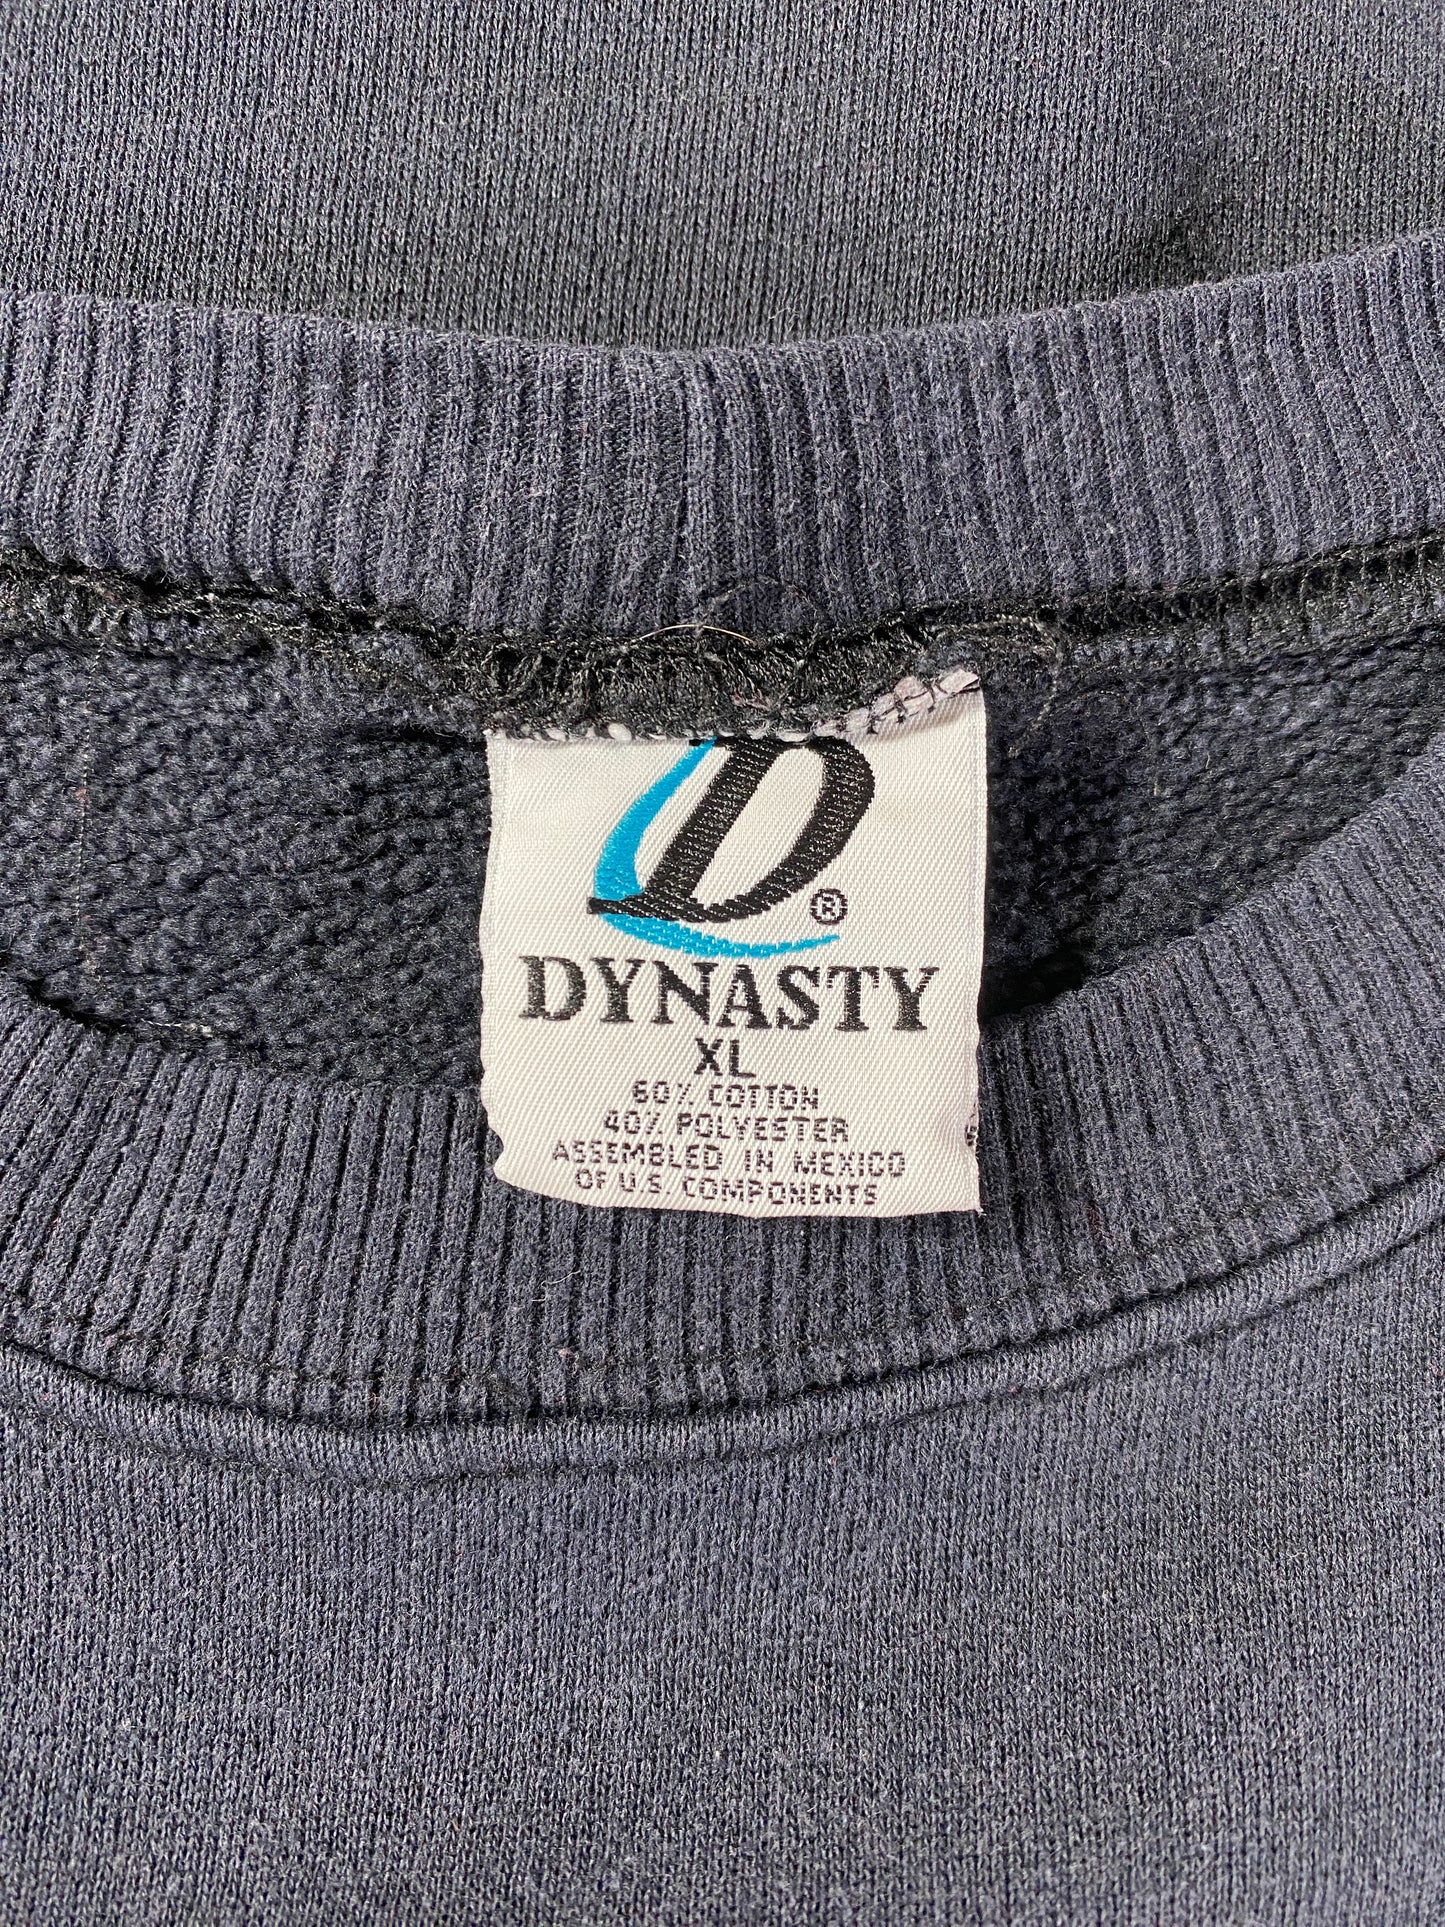 D®
DYNASTY
XL
60% COTTON
40% POLYESTER
ASSEMBLED IN MEXICO
OF U.S. COMPONENTS